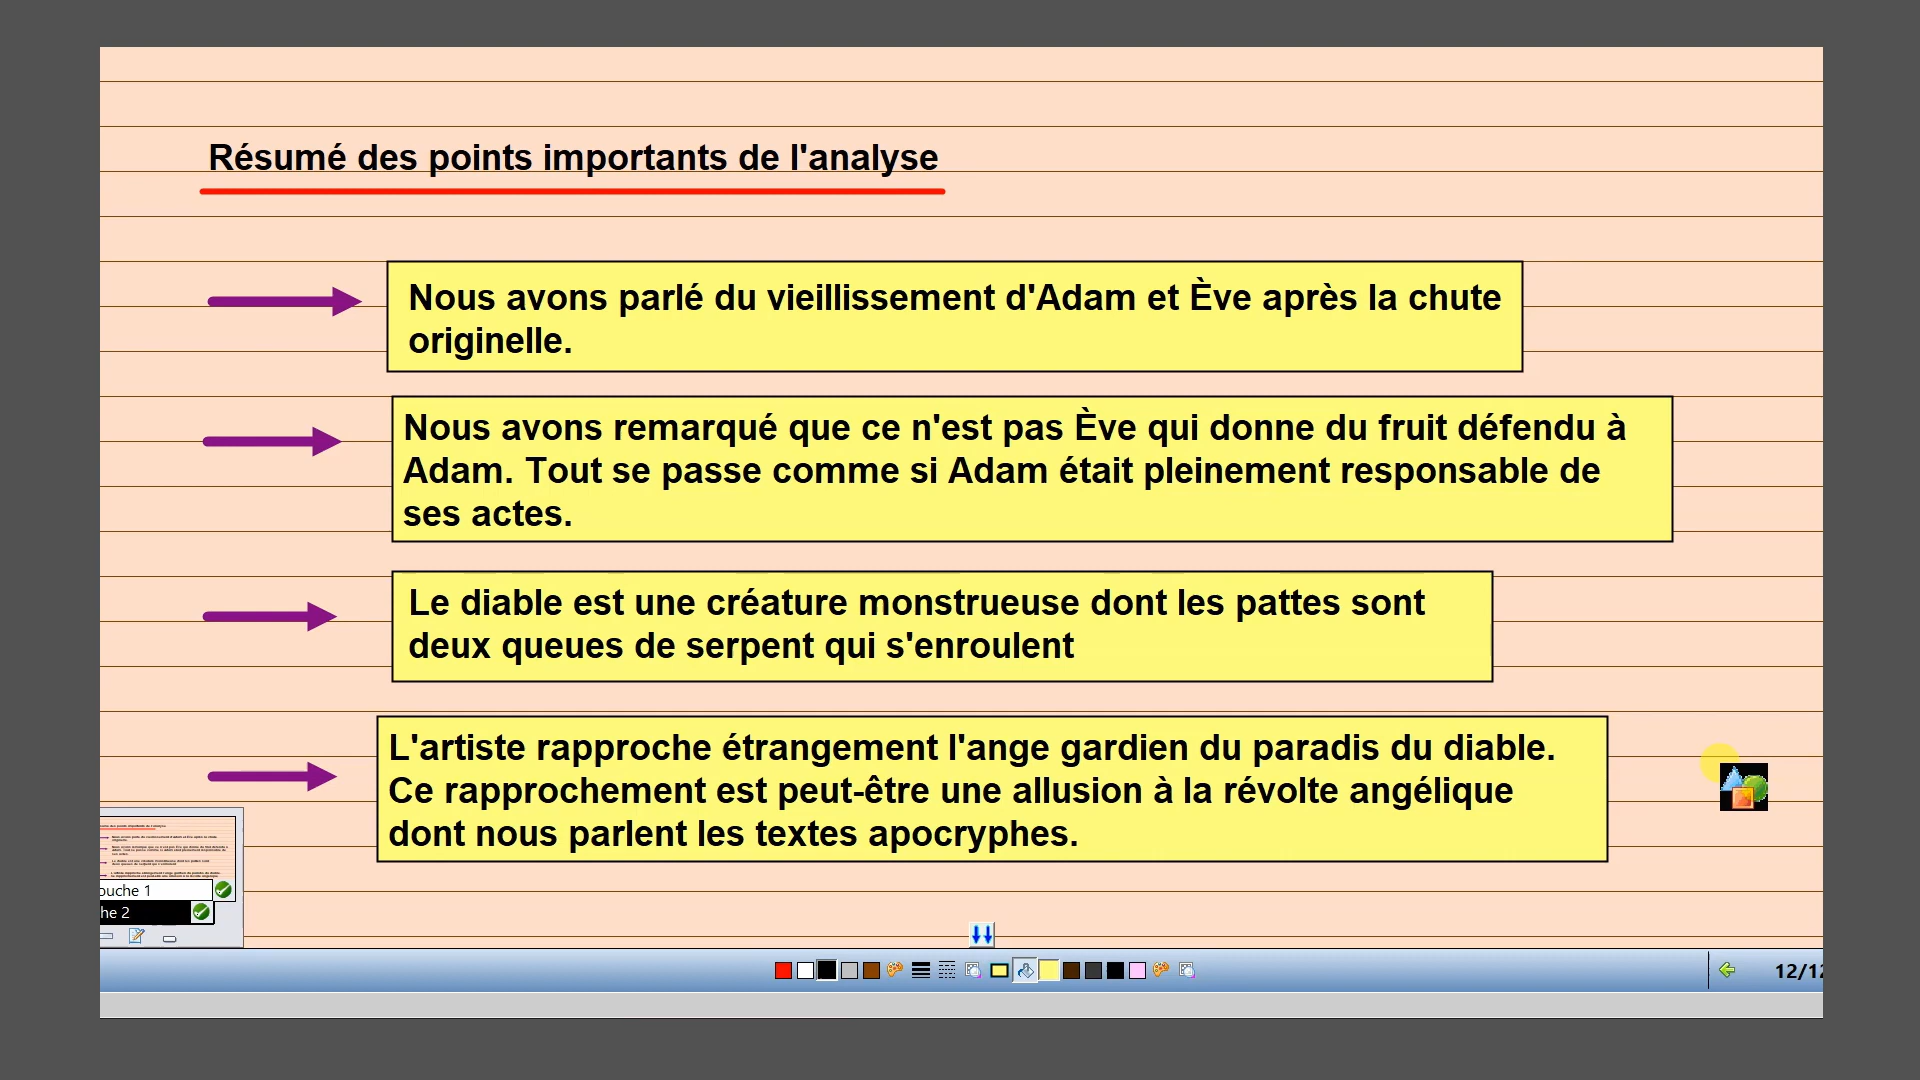 Résumé des points importants de l'analyse
Nous avons parlé du vieillissement d'Adam et Ève après la chute
originelle.
Nous avons remarqué que ce n'est pas Ève qui donne du fruit défendu à
Adam. Tout se passe comme si Adam était pleinement responsable de
ses actes.
Le diable est une créature monstrueuse dont les pattes sont
deux queues de serpent qui s'enroulent
L'artiste rapproche étrangement l'ange gardien du paradis du diable.
Ce rapprochement est peut-être une allusion à la révolte angélique
dont nous parlent les textes apocryphes.
ouche 1
he 2
12/12